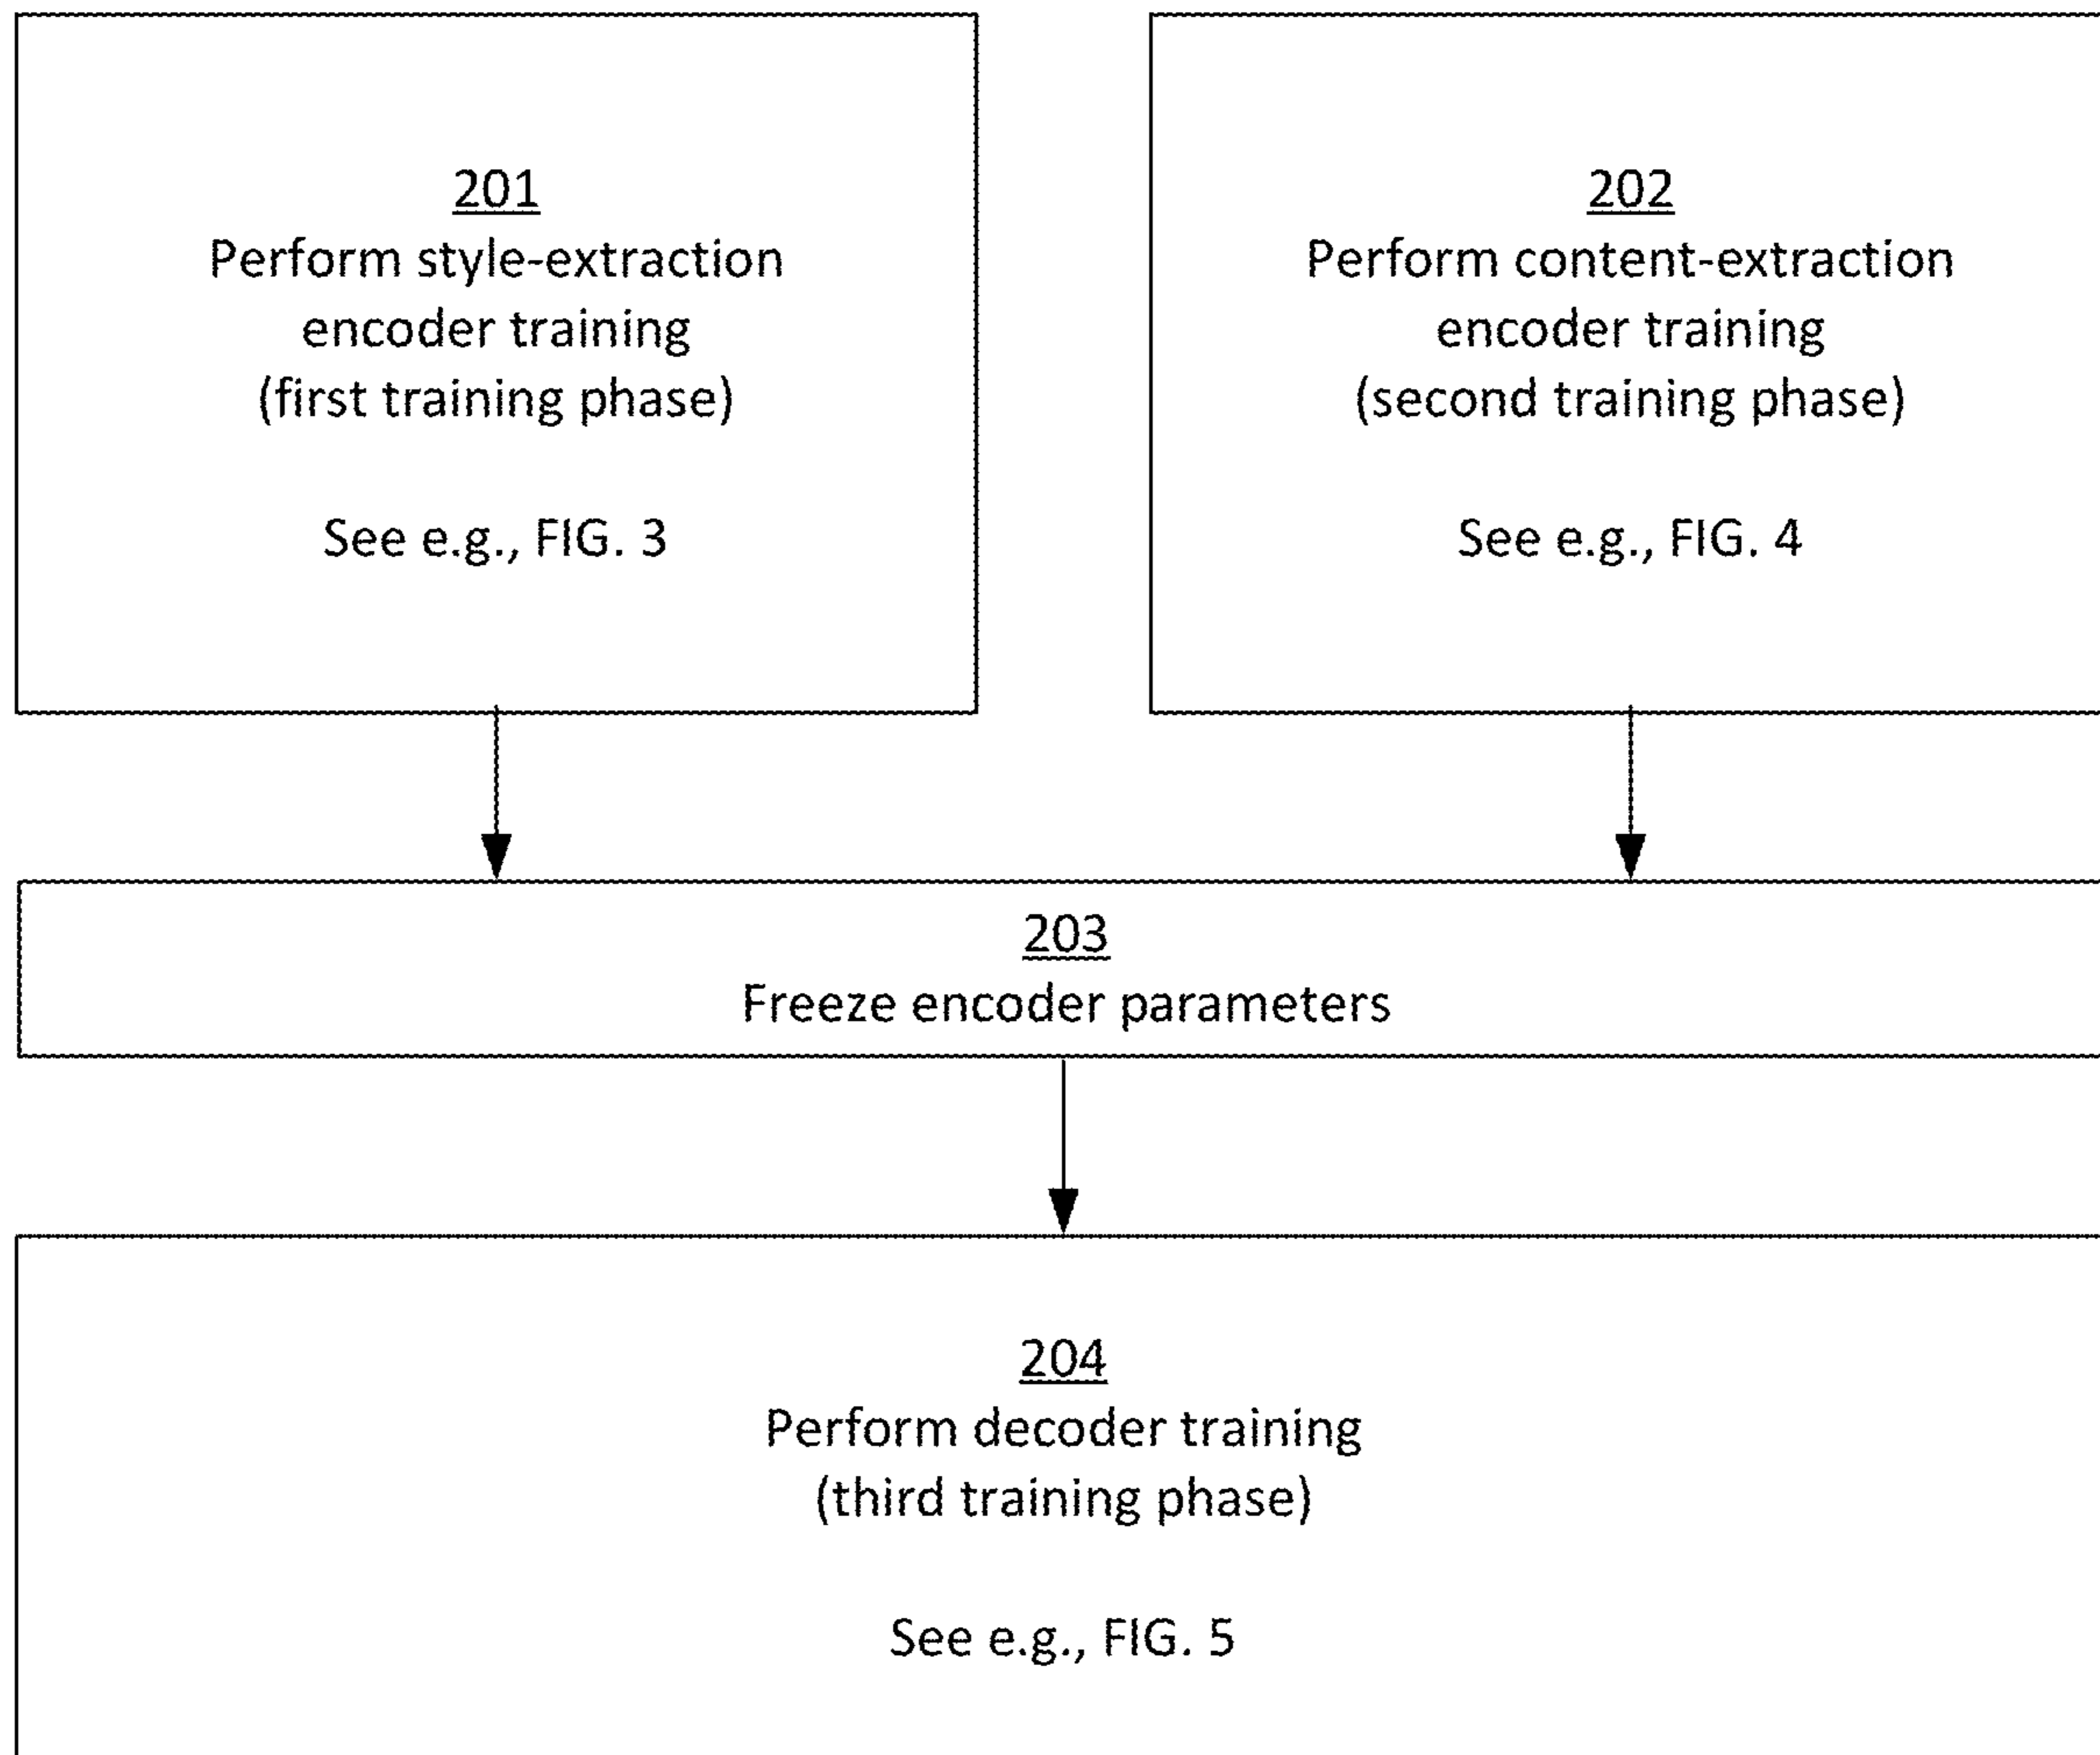 201
Perform style-extraction
encoder training
(first training phase)
See e.g., FIG. 3
202
Perform content-extraction
encoder training
(second training phase)
See e.g., FIG. 4
203
Freeze encoder parameters
204
Perform decoder training
(third training phase)
See e.g., FIG. 5